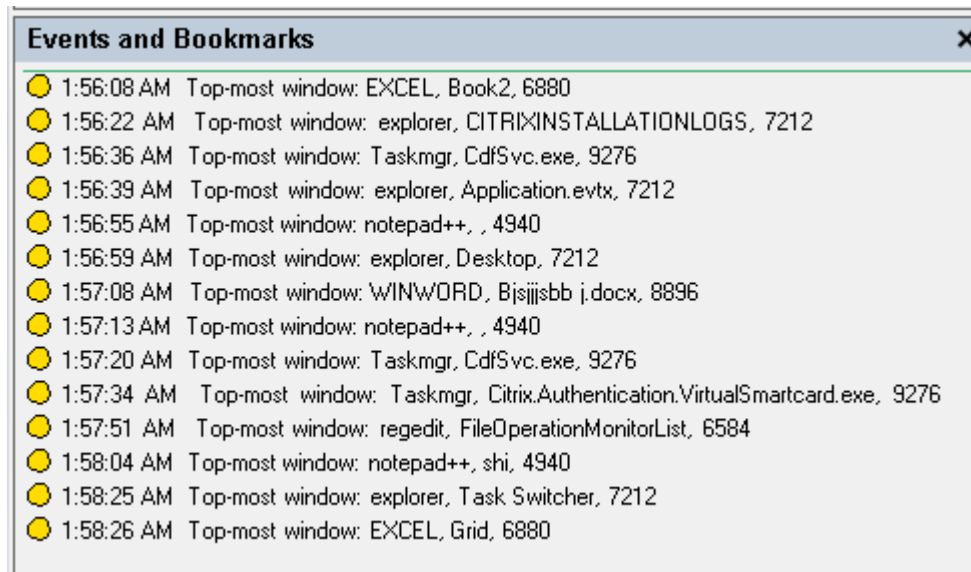 Events and Bookmarks
1:56:08 AM Top-most window: EXCEL, Book2, 6880
1:56:22 AM Top-most window: explorer, CITRIXINSTALLATIONLOGS, 7212
1:56:36 AM Top-most window: Taskmgr, CdfSvc.exe, 9276
1:56:39 AM Top-most window: explorer, Application.evtx, 7212
1:56:55 AM Top-most window: notepad++, , 4940
1:56:59 AM Top-most window: explorer, Desktop, 7212
1:57:08 AM Top-most window: WINWORD, Bjsjjjsbb j.docx, 8896
1:57:13 AM Top-most window: notepad++, , 4940
1:57:20 AM Top-most window: Taskmgr, CdfSvc.exe, 9276
1:57:34 AM Top-most window: Taskmgr, Citrix.Authentication.VirtualSmartcard.exe, 9276
1:57:51 AM Top-most window: regedit, FileOperationMonitorList, 6584
1:58:04 AM Top-most window: notepad++, shi, 4940
1:58:25 AM Top-most window: explorer, Task Switcher, 7212
1:58:26 AM Top-most window: EXCEL, Grid, 6880